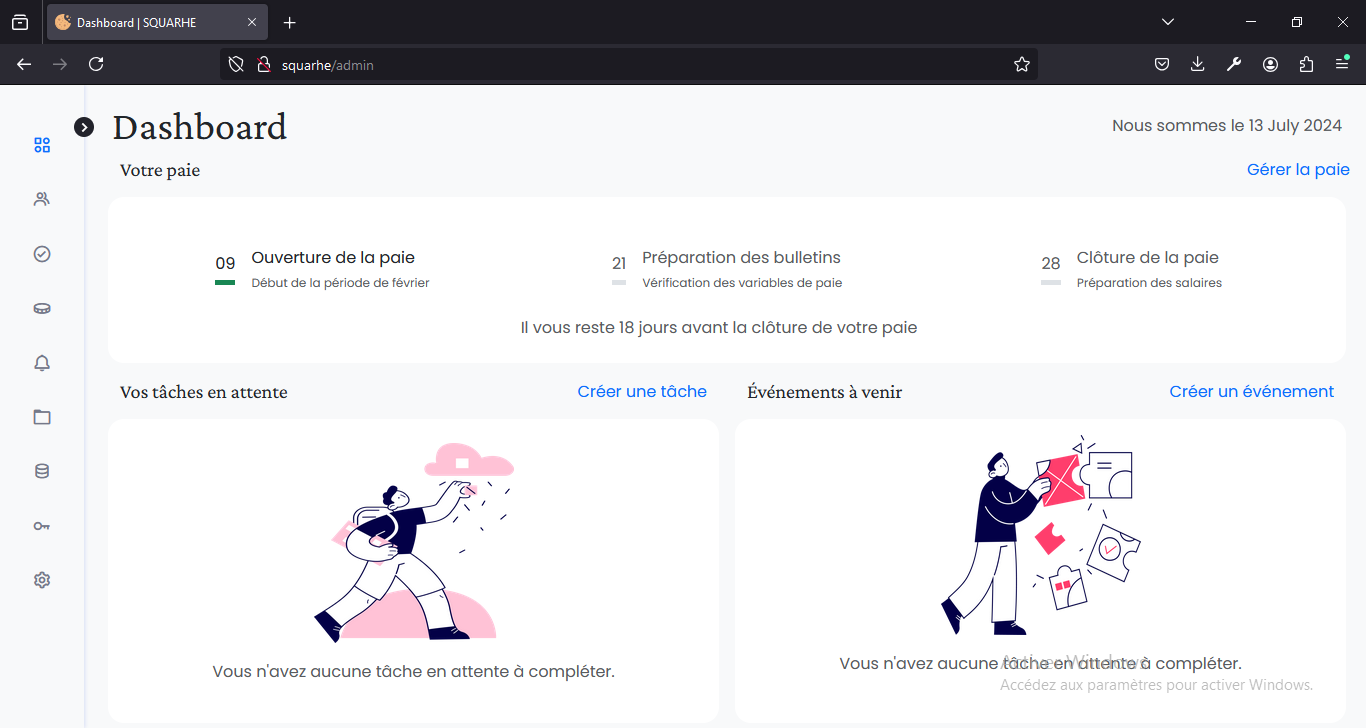 Dashboard | SQUARHE
squarhe/admin
Dashboard
Nous sommes le 13 July 2024
Votre paie
Gérer la paie
09
Ouverture de la paie
Début de la période de février
21
Préparation des bulletins
Vérification des variables de paie
28
Clôture de la paie
Préparation des salaires
Il vous reste 18 jours avant la clôture de votre paie
Vos tâches en attente
Créer une tâche
Événements à venir
Créer un événement
Vous n'avez aucune tâche en attente à compléter.
Vous n'avez aucune tâche en attente à compléter.
Activer Windows
Accédez aux paramètres pour activer Windows.